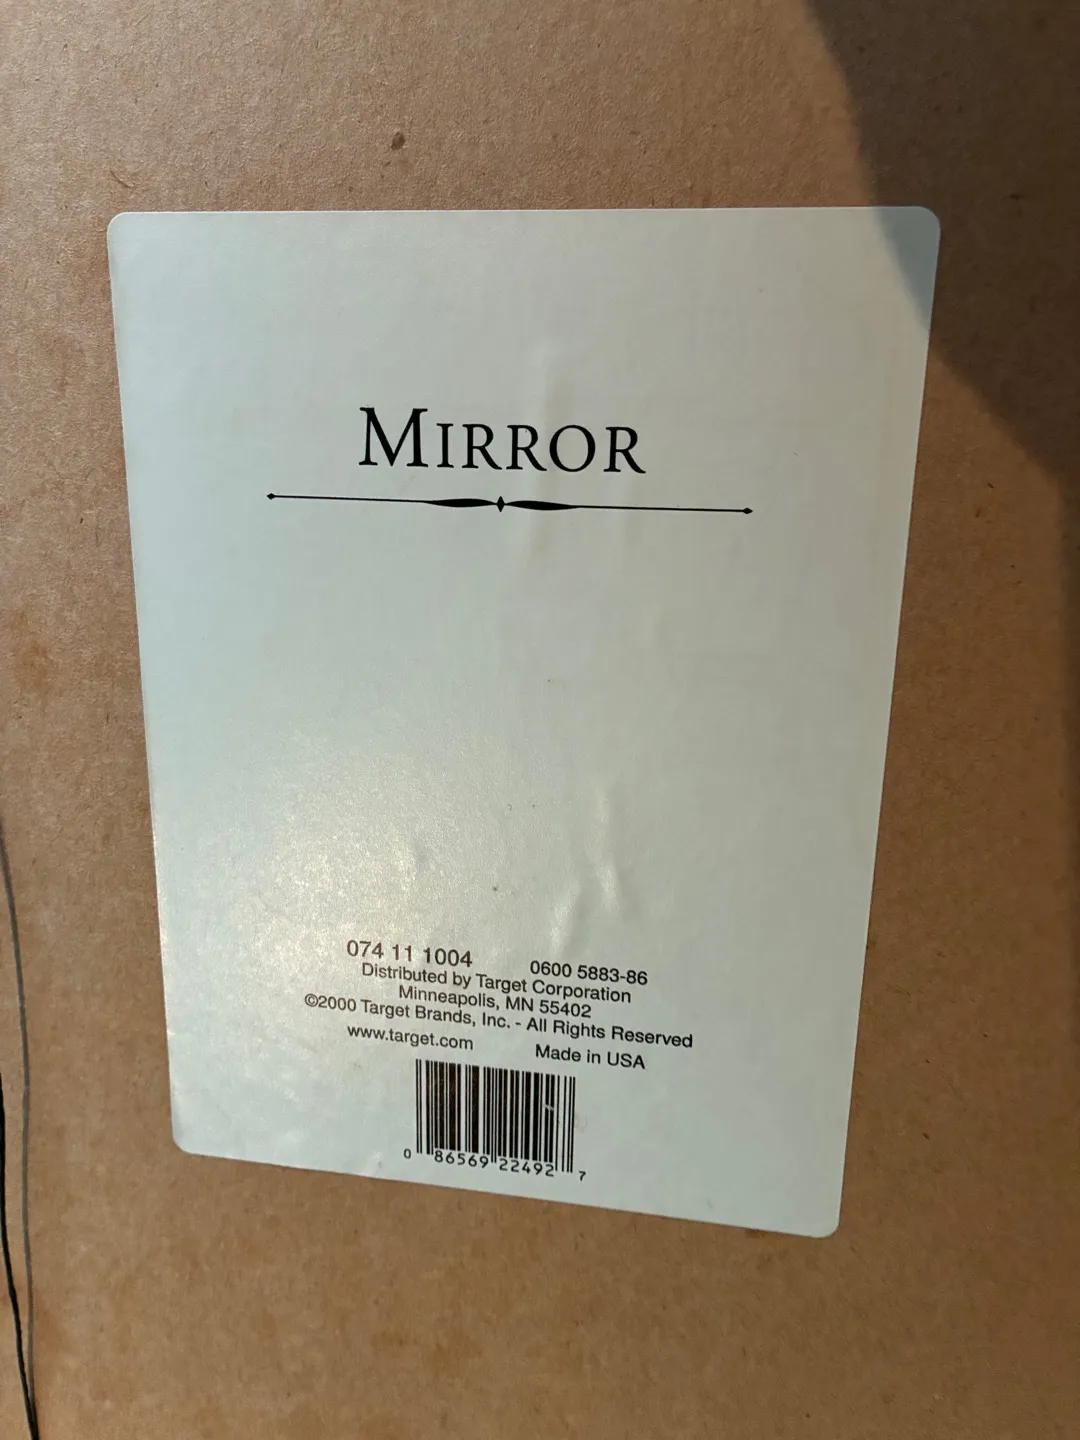 MIRROR
074 11 1004 0600 5883-86
Distributed by Target Corporation
Minneapolis, MN 55402
©2000 Target Brands, Inc. - All Rights Reserved
www.target.com Made in USA
0 86569 22492 7